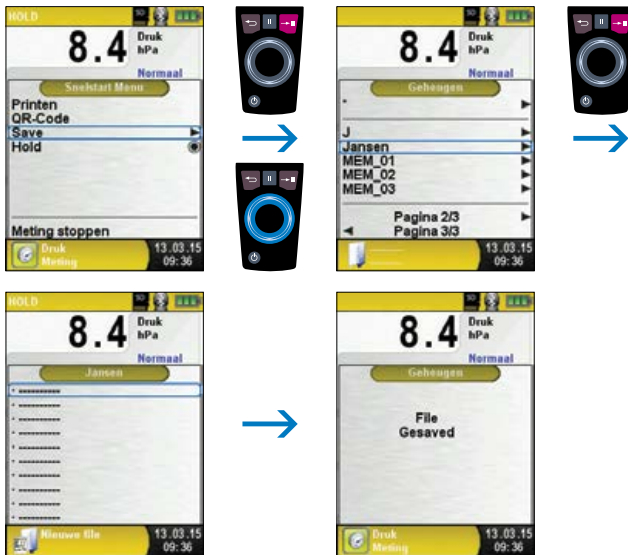 HOLD
8.4 Druk
hPa
Normaal
Snelstart Menu
Printen
QR-Code
Save
Hold
Meting stoppen
Druk
Meting
13.03.15
09:36
8.4 Druk
hPa
Normaal
Geheugen
J
Jansen
MEM_01
MEM_02
MEM_03
Pagina 2/3
Pagina 3/3
13.03.15
09:36
HOLD
8.4 Druk
hPa
Normaal
Jansen
- ----------
- ----------
- ----------
- ----------
- ----------
- ----------
- ----------
- ----------
- ----------
- ----------
Nieuwe file
13.03.15
09:36
8.4 Druk
hPa
Normaal
Geheugen
File
Gesaved
Druk
Meting
13.03.15
09:36